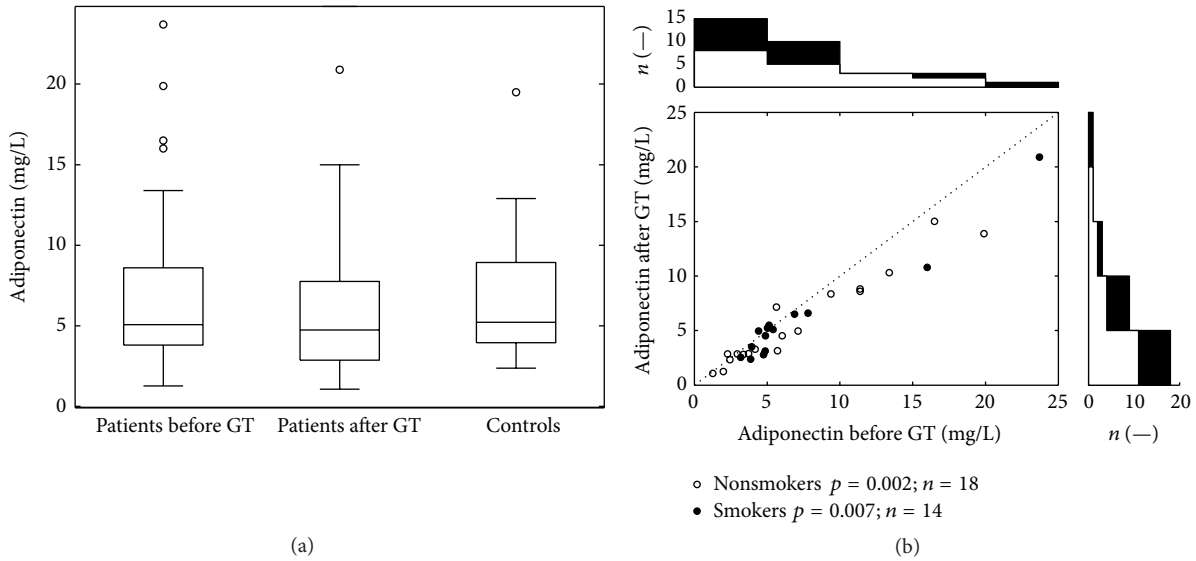 20
15
10
5
0
Adiponectin (mg/L)
Patients before GT
Patients after GT
Controls
(a)
15
10
5
0
n (—)
25
20
15
10
5
0
Adiponectin after GT (mg/L)
0
5
10
15
20
25
Adiponectin before GT (mg/L)
0
10
20
n (—)
Nonsmokers p = 0.002; n = 18
Smokers p = 0.007; n = 14
(b)